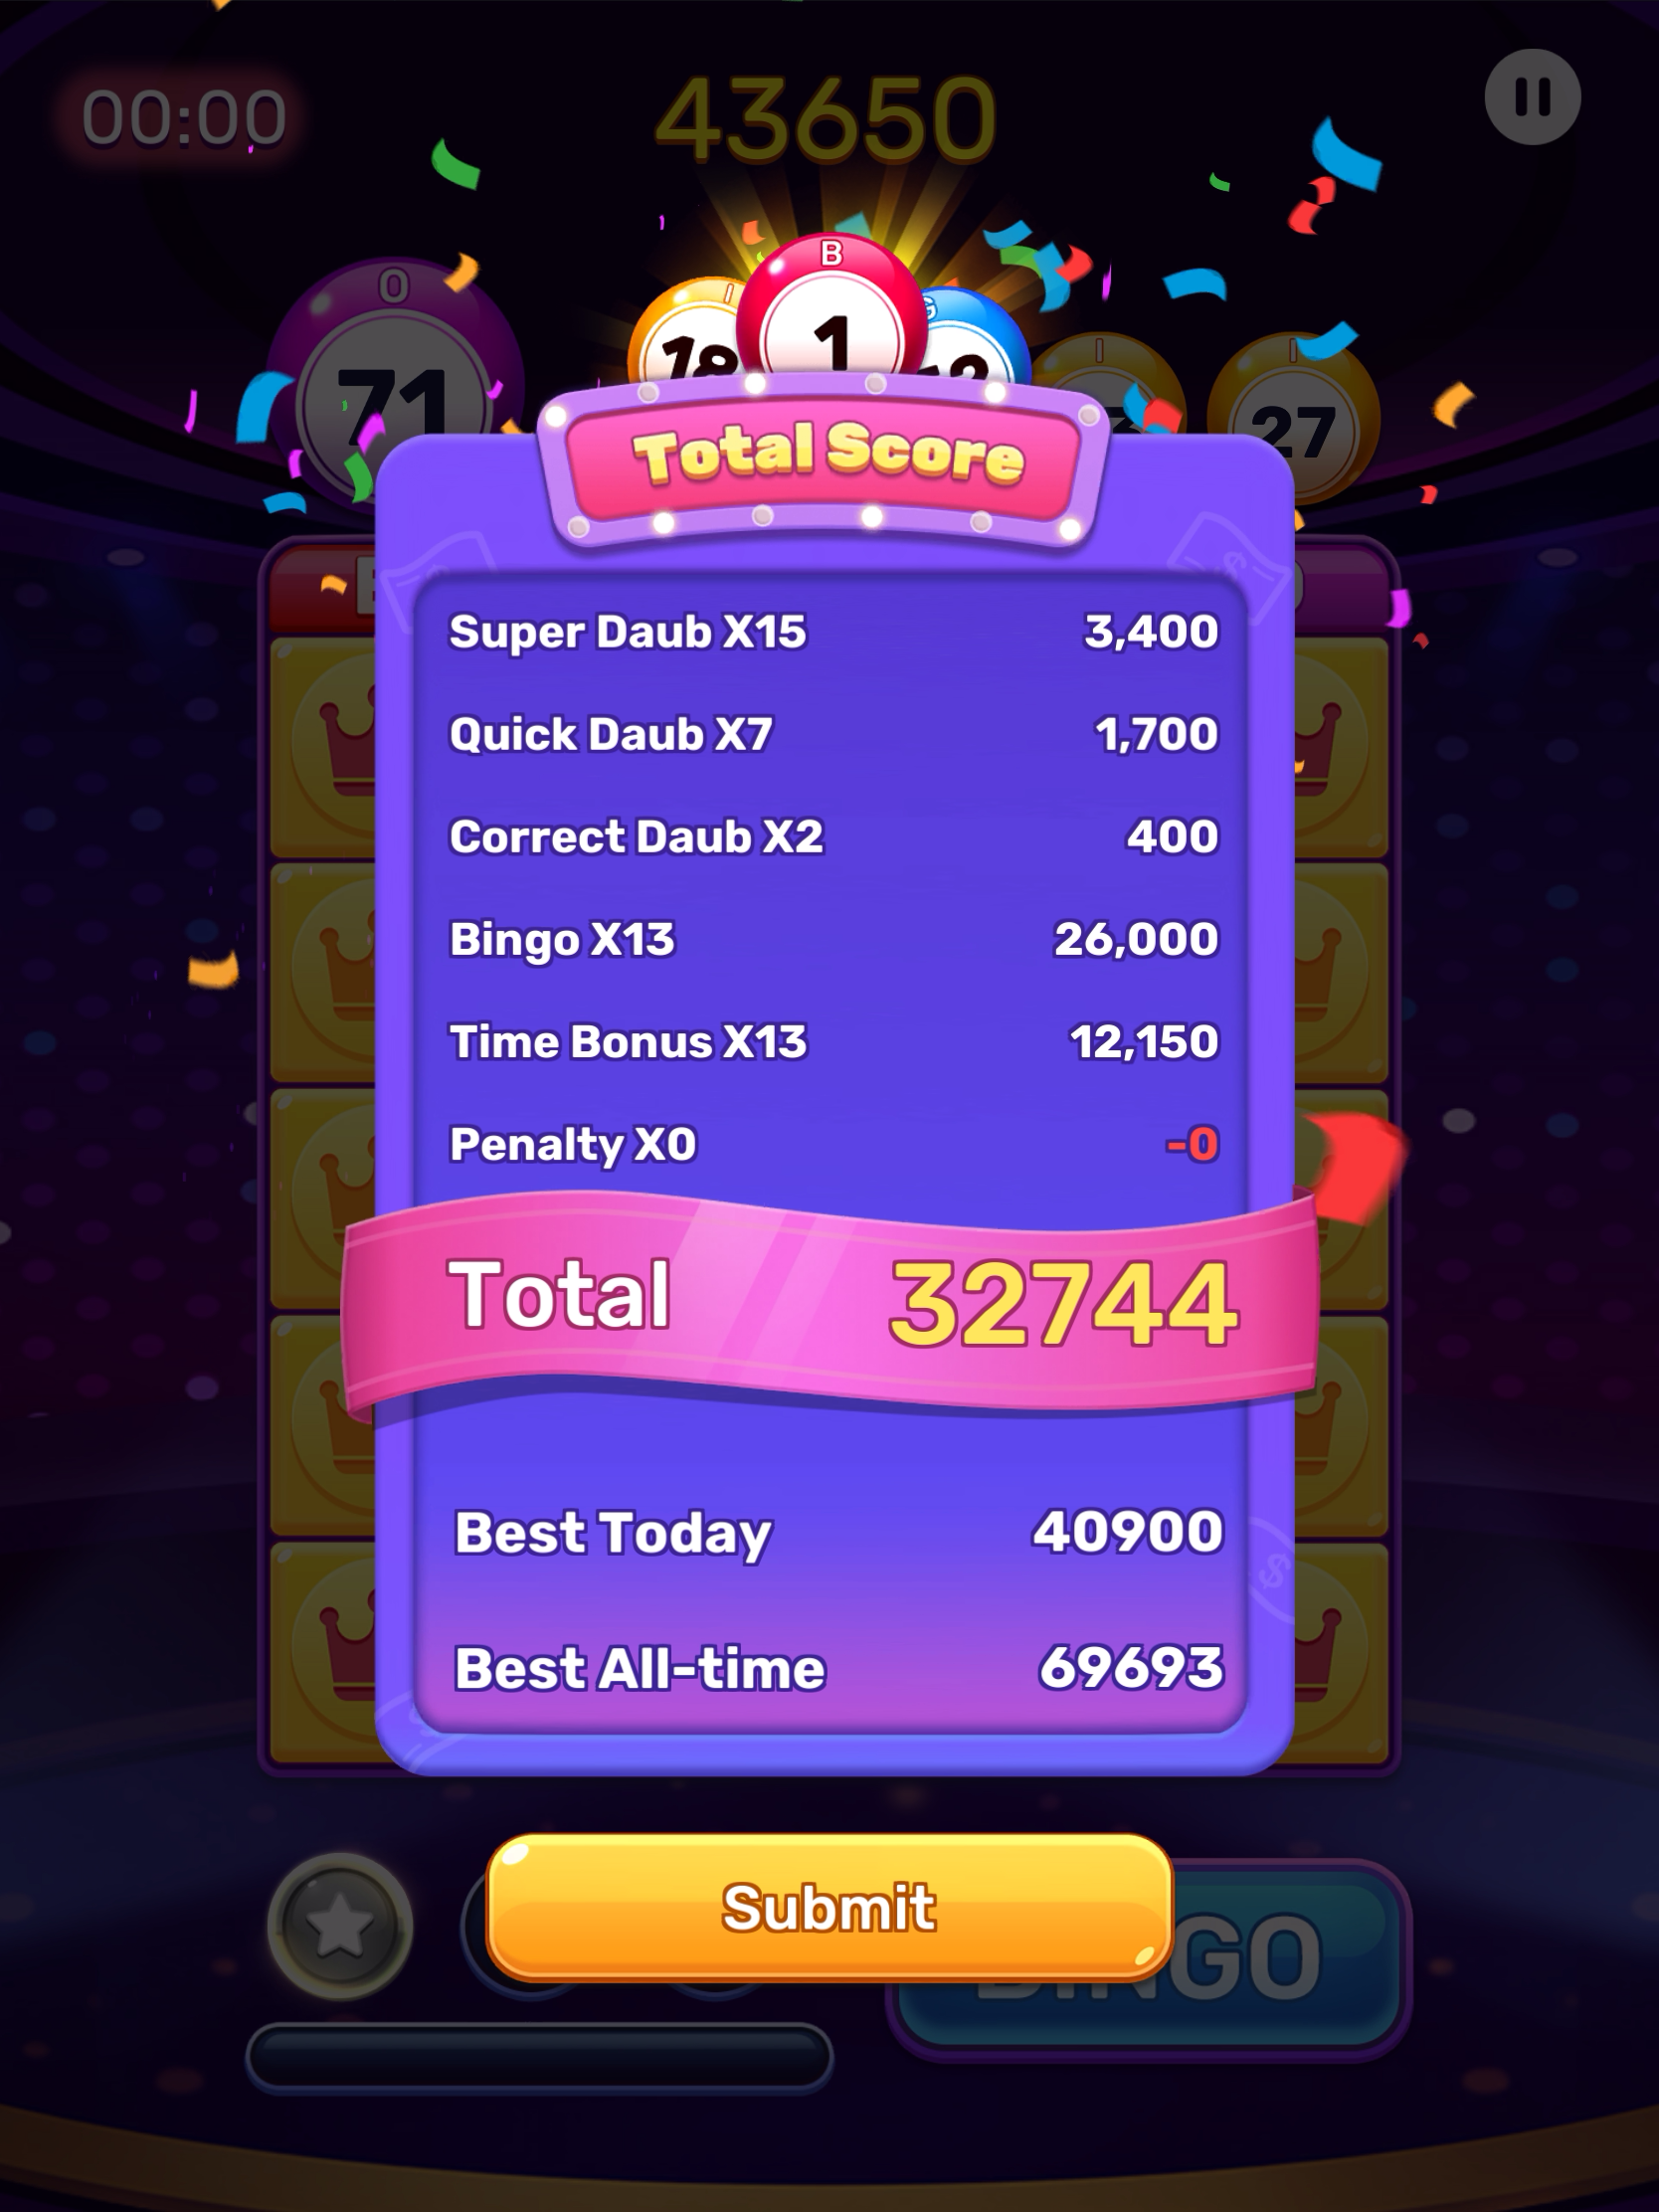 00:00
43650
O
71
I
18
B
1
G
I
I
27
Total Score
Super Daub X15 3,400
Quick Daub X7 1,700
Correct Daub X2 400
Bingo X13 26,000
Time Bonus X13 12,150
Penalty X0 -0
Total 32744
Best Today 40900
Best All-time 69693
Submit
BINGO